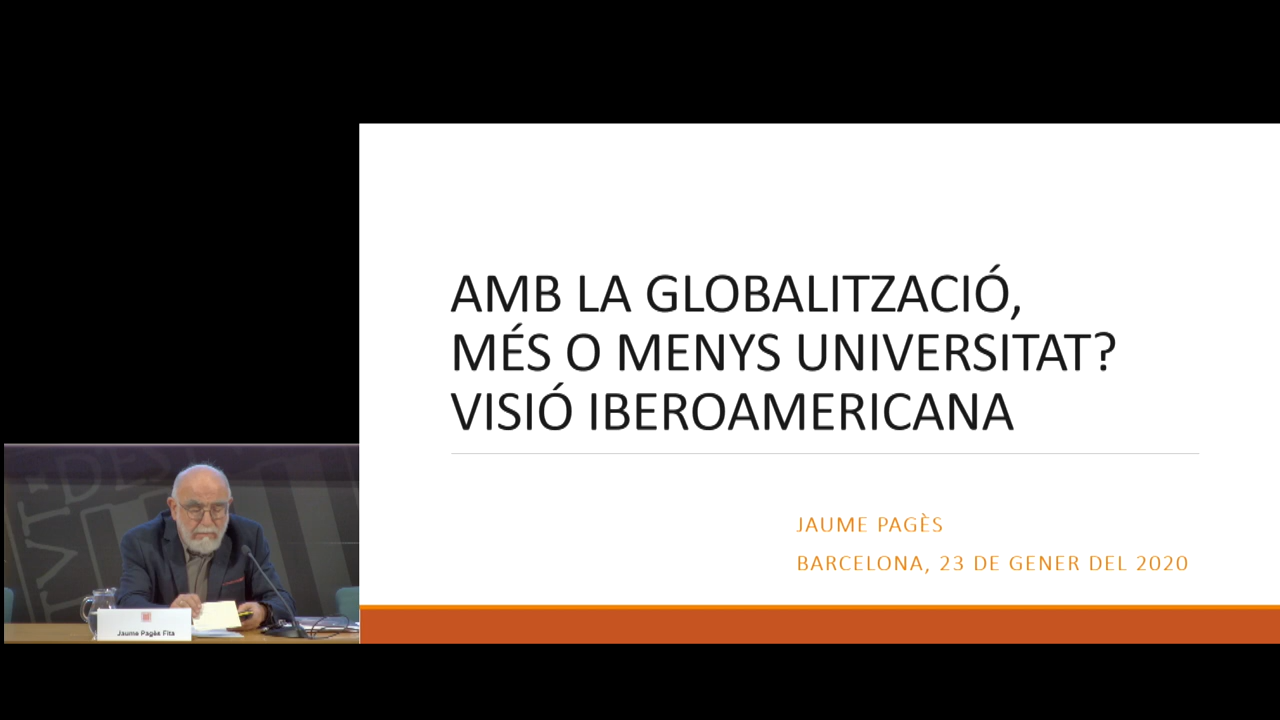 AMB LA GLOBALITZACIÓ,
MÉS O MENYS UNIVERSITAT?
VISIÓ IBEROAMERICANA
JAUME PAGÈS
BARCELONA, 23 DE GENER DEL 2020
Jaume Pagès Fita